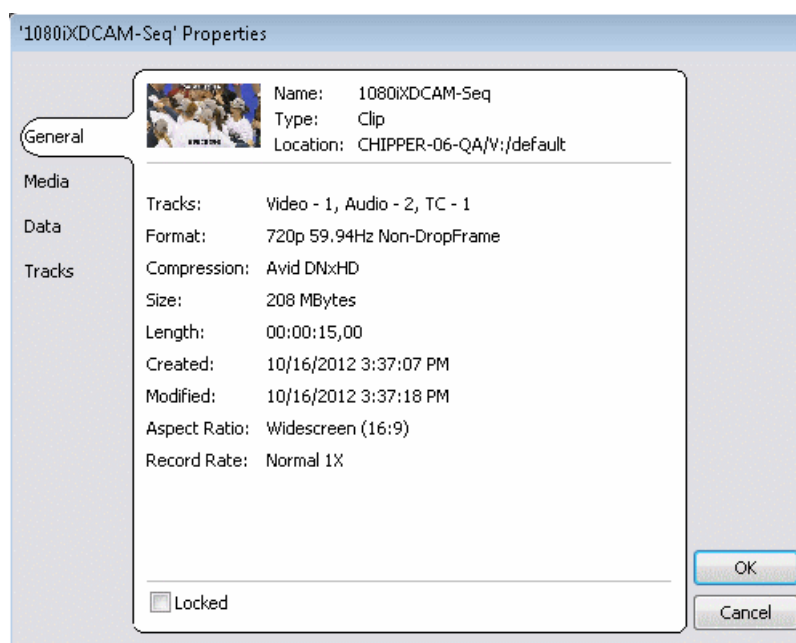 '1080iXDCAM-Seq' Properties
General
Media
Data
Tracks
Name: 1080iXDCAM-Seq
Type: Clip
Location: CHIPPER-06-QA/V:/default
Tracks: Video - 1, Audio - 2, TC - 1
Format: 720p 59.94Hz Non-DropFrame
Compression: Avid DNxHD
Size: 208 MBytes
Length: 00:00:15,00
Created: 10/16/2012 3:37:07 PM
Modified: 10/16/2012 3:37:18 PM
Aspect Ratio: Widescreen (16:9)
Record Rate: Normal 1X
Locked
OK
Cancel